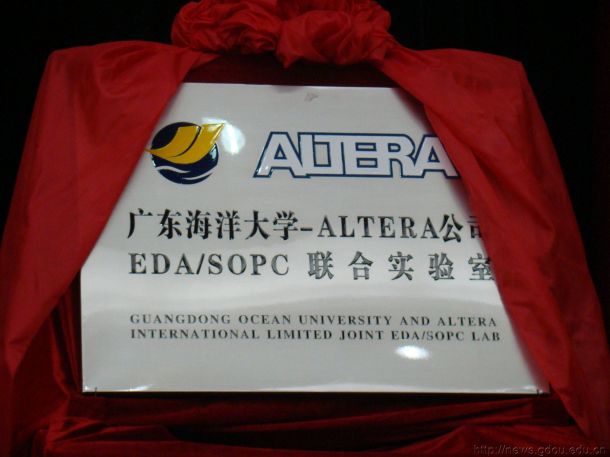 ALTERA
广东海洋大学-ALTERA公司
EDA/SOPC 联合实验室
GUANGDONG OCEAN UNIVERSITY AND ALTERA
INTERNATIONAL LIMITED JOINT EDA/SOPC LAB
http://news.gdou.edu.cn